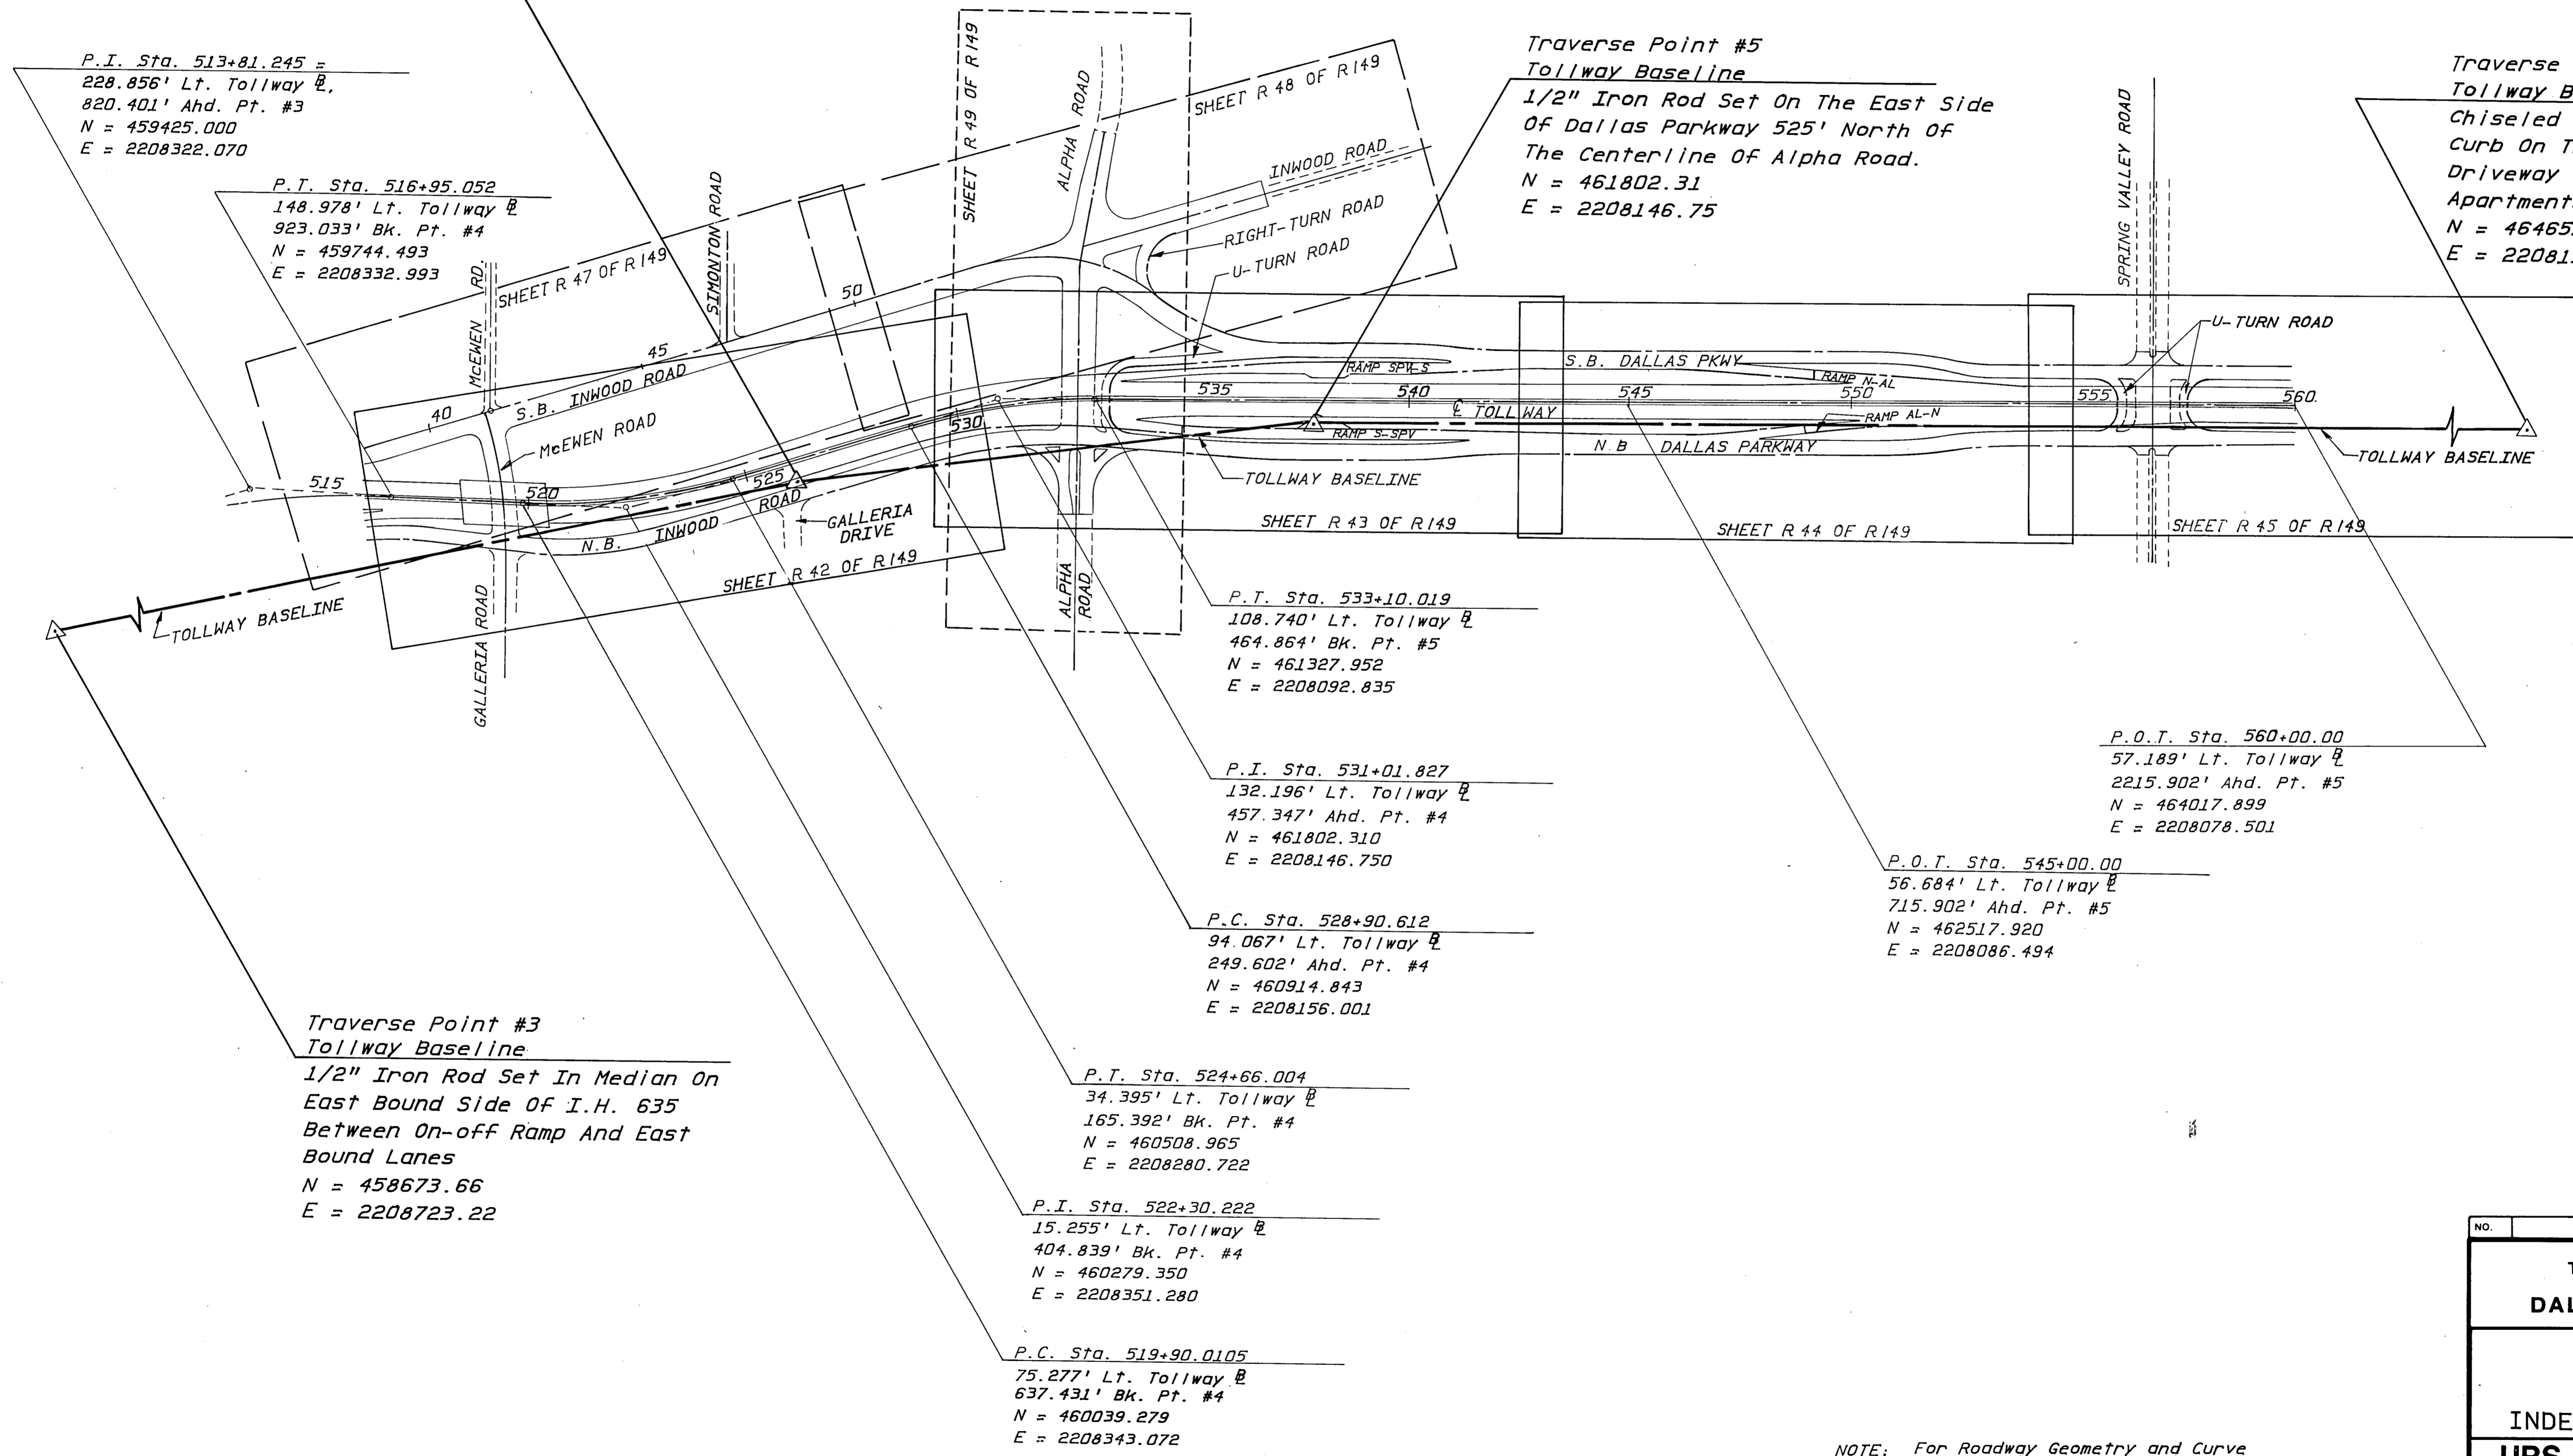 P.I. Sta. 513+81.245 =
228.856' Lt. Tollway ℄,
820.401' Ahd. Pt. #3
N = 459425.000
E = 2208322.070
P.T. Sta. 516+95.052
148.978' Lt. Tollway ℄
923.033' Bk. Pt. #4
N = 459744.493
E = 2208332.993
Traverse Point #5
Tollway Baseline
1/2" Iron Rod Set On The East Side
Of Dallas Parkway 525' North Of
The Centerline Of Alpha Road.
N = 461802.31
E = 2208146.75
Traverse
Tollway B
Chiseled
Curb On T
Driveway
Apartment
N = 46465
E = 22081
SHEET R 49 OF R149
ALPHA ROAD
SHEET R 48 OF R149
INWOOD ROAD
RIGHT-TURN ROAD
U-TURN ROAD
SPRING VALLEY ROAD
U-TURN ROAD
SIMONTON ROAD
SHEET R 47 OF R149
McEWEN RD.
50
45
40
S.B. INWOOD ROAD
McEWEN ROAD
515
520
525
530
535
540
545
550
555
560
RAMP SPV-S
S.B. DALLAS PKWY
RAMP N-AL
℄ TOLLWAY
RAMP AL-N
RAMP S-SPV
N.B DALLAS PARKWAY
TOLLWAY BASELINE
TOLLWAY BASELINE
N.B. INWOOD ROAD
GALLERIA
DRIVE
SHEET R 42 OF R149
SHEET R 43 OF R149
SHEET R 44 OF R149
SHEET R 45 OF R149
TOLLWAY BASELINE
GALLERIA ROAD
ALPHA
ROAD
P.T. Sta. 533+10.019
108.740' Lt. Tollway ℄
464.864' Bk. Pt. #5
N = 461327.952
E = 2208092.835
P.I. Sta. 531+01.827
132.196' Lt. Tollway ℄
457.347' Ahd. Pt. #4
N = 461802.310
E = 2208146.750
P.O.T. Sta. 560+00.00
57.189' Lt. Tollway ℄
2215.902' Ahd. Pt. #5
N = 464017.899
E = 2208078.501
P.O.T. Sta. 545+00.00
56.684' Lt. Tollway ℄
715.902' Ahd. Pt. #5
N = 462517.920
E = 2208086.494
P.C. Sta. 528+90.612
94.067' Lt. Tollway ℄
249.602' Ahd. Pt. #4
N = 460914.843
E = 2208156.001
Traverse Point #3
Tollway Baseline
1/2" Iron Rod Set In Median On
East Bound Side Of I.H. 635
Between On-off Ramp And East
Bound Lanes
N = 458673.66
E = 2208723.22
P.T. Sta. 524+66.004
34.395' Lt. Tollway ℄
165.392' Bk. Pt. #4
N = 460508.965
E = 2208280.722
P.I. Sta. 522+30.222
15.255' Lt. Tollway ℄
404.839' Bk. Pt. #4
N = 460279.350
E = 2208351.280
P.C. Sta. 519+90.0105
75.277' Lt. Tollway ℄
637.431' Bk. Pt. #4
N = 460039.279
E = 2208343.072
NO.
DAL
INDE
URS
NOTE: For Roadway Geometry and Curve